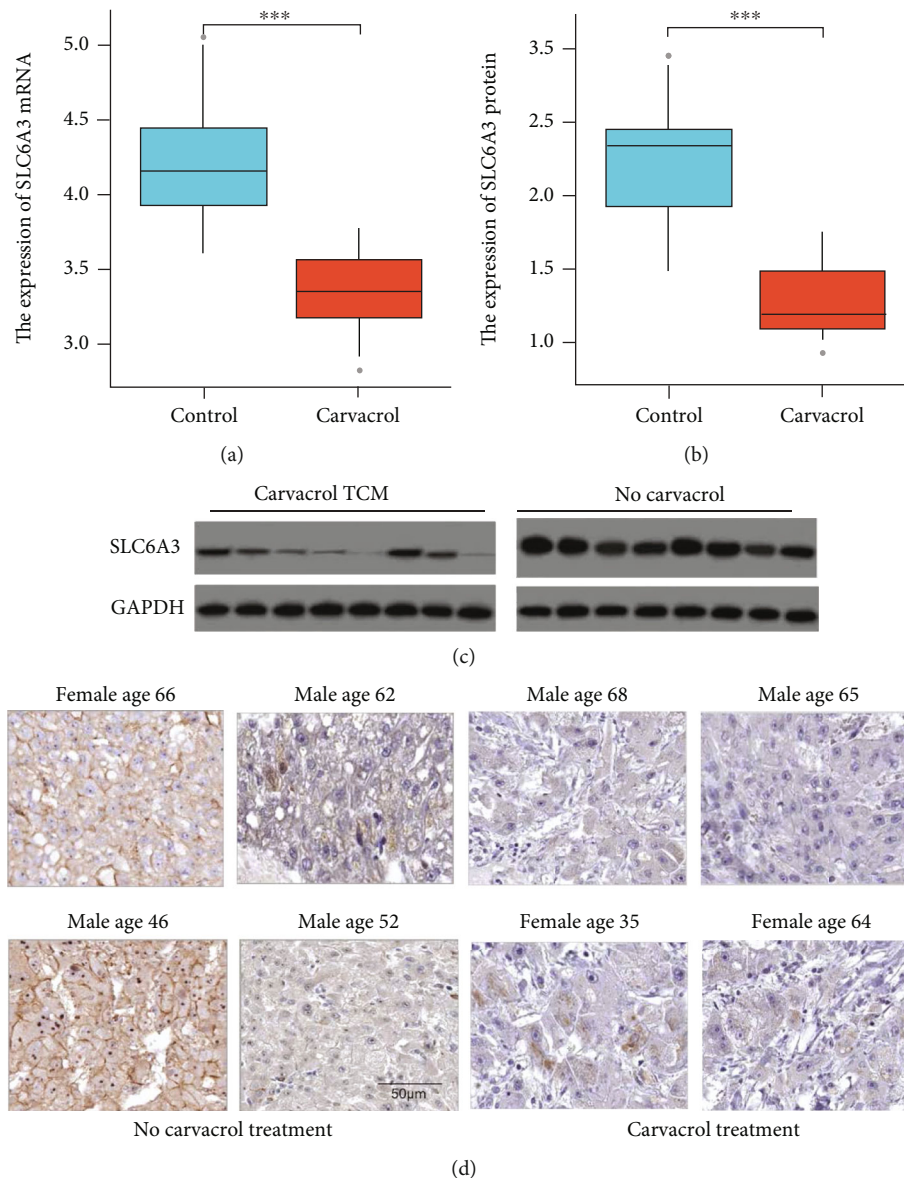 ***
The expression of SLC6A3 mRNA
5.0
4.5
4.0
3.5
3.0
Control
Carvacrol
(a)
***
The expression of SLC6A3 protein
3.5
2.5
2.0
1.5
1.0
Control
Carvacrol
(b)
Carvacrol TCM
No carvacrol
SLC6A3
GAPDH
(c)
Female age 66
Male age 62
Male age 68
Male age 65
Male age 46
Male age 52
Female age 35
Female age 64
50μm
No carvacrol treatment
Carvacrol treatment
(d)